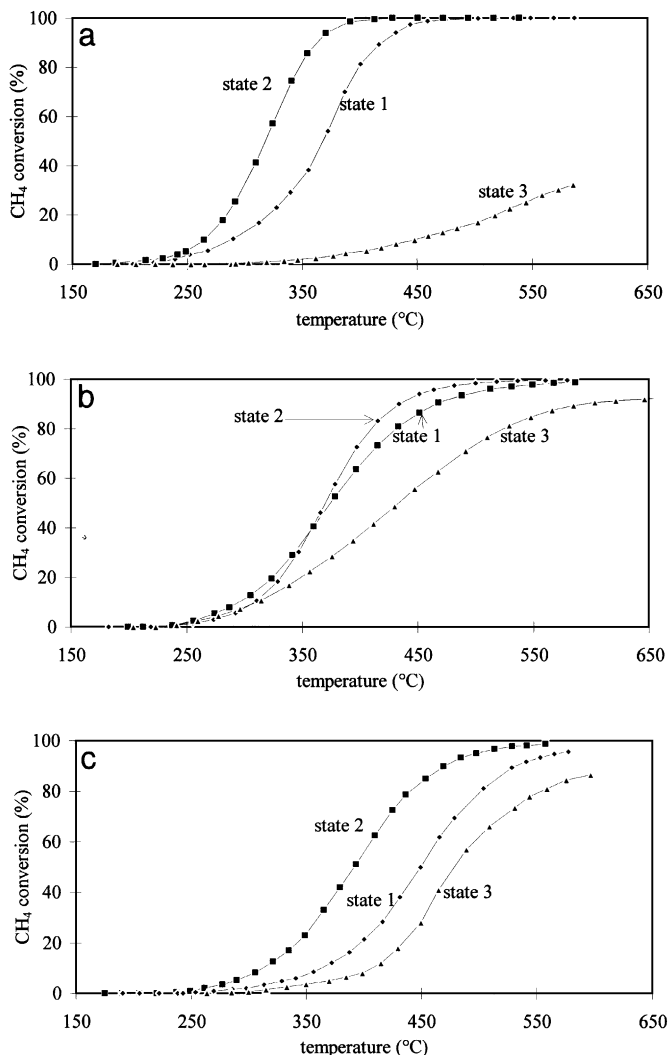 a
100
80
60
40
20
0
CH₄ conversion (%)
state 2
state 1
state 3
150 250 350 450 550 650
temperature (°C)
b
100
80
60
40
20
0
CH₄ conversion (%)
state 2
state 1
state 3
150 250 350 450 550 650
temperature (°C)
c
100
80
60
40
20
0
CH₄ conversion (%)
state 2
state 1
state 3
150 250 350 450 550 650
temperature (°C)